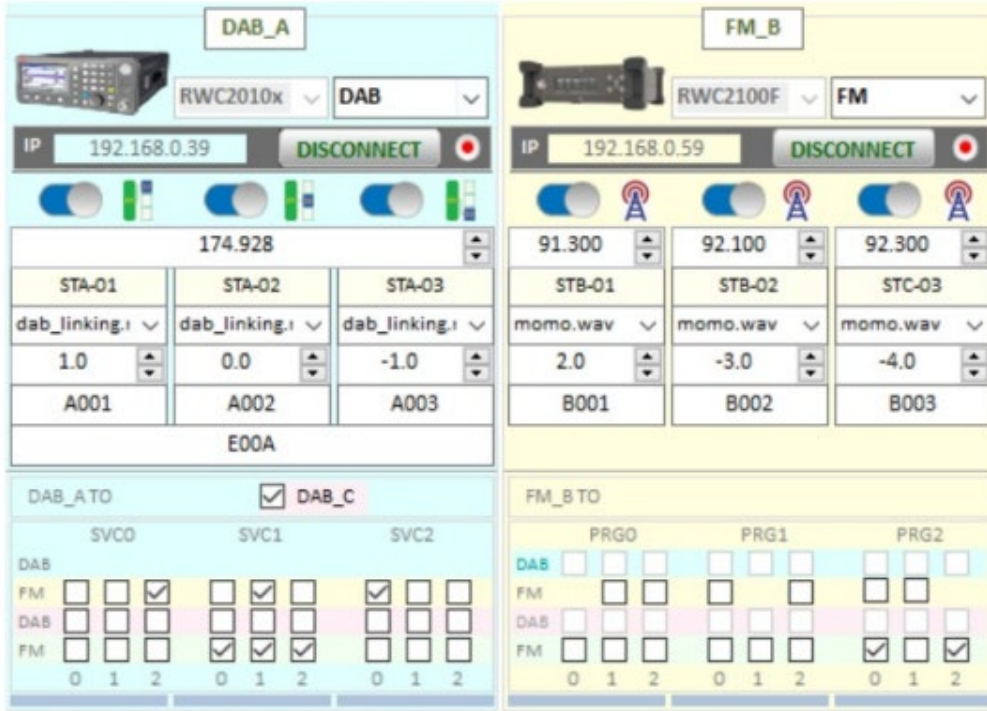 DAB_A
RWC2010x DAB
IP 192.168.0.39 DISCONNECT
174.928
STA-01 STA-02 STA-03
dab_linking.ı dab_linking.ı dab_linking.ı
1.0 0.0 -1.0
A001 A002 A003
E00A
DAB_A TO DAB_C
SVC0 SVC1 SVC2
DAB
FM
DAB
FM
0 1 2 0 1 2 0 1 2
FM_B
RWC2100F FM
IP 192.168.0.59 DISCONNECT
91.300 92.100 92.300
STB-01 STB-02 STC-03
momo.wav momo.wav momo.wav
2.0 -3.0 -4.0
B001 B002 B003
FM_B TO
PRG0 PRG1 PRG2
DAB
FM
DAB
FM
0 1 2 0 1 2 0 1 2